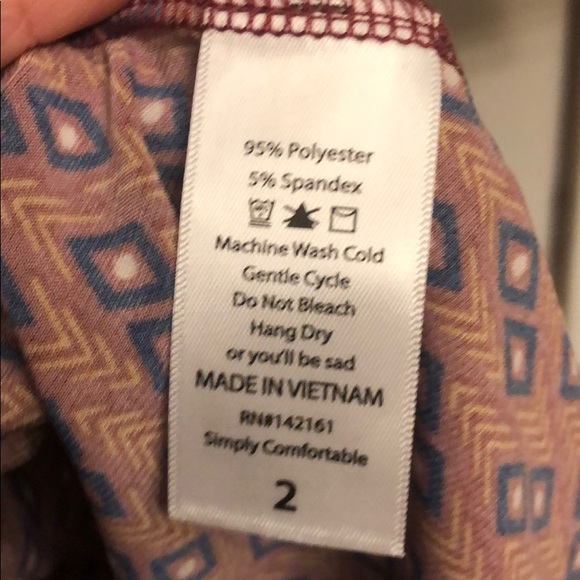 95% Polyester
5% Spandex
Machine Wash Cold
Gentle Cycle
Do Not Bleach
Hang Dry
or you'll be sad
MADE IN VIETNAM
RN#142161
Simply Comfortable
2